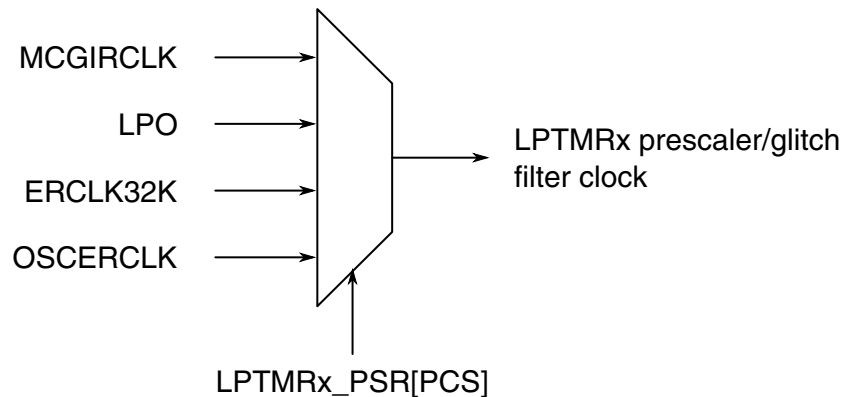 MCGIRCLK
LPO
ERCLK32K
OSCERCLK
LPTMRx prescaler/glitch
filter clock
LPTMRx_PSR[PCS]